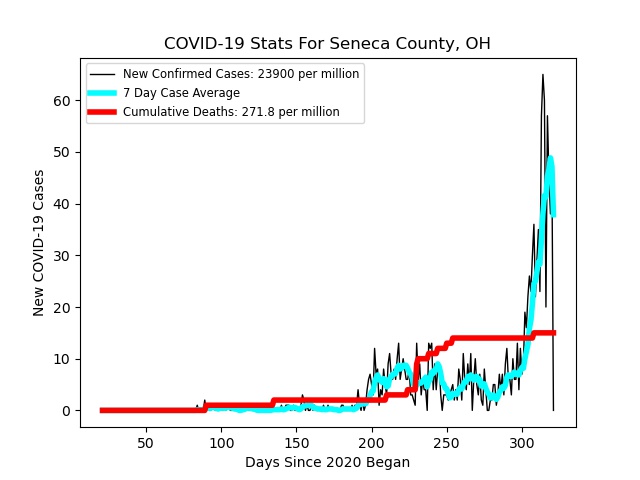 COVID-19 Stats For Seneca County, OH
New Confirmed Cases: 23900 per million
7 Day Case Average
Cumulative Deaths: 271.8 per million
New COVID-19 Cases
60
50
40
30
20
10
0
50 100 150 200 250 300
Days Since 2020 Began